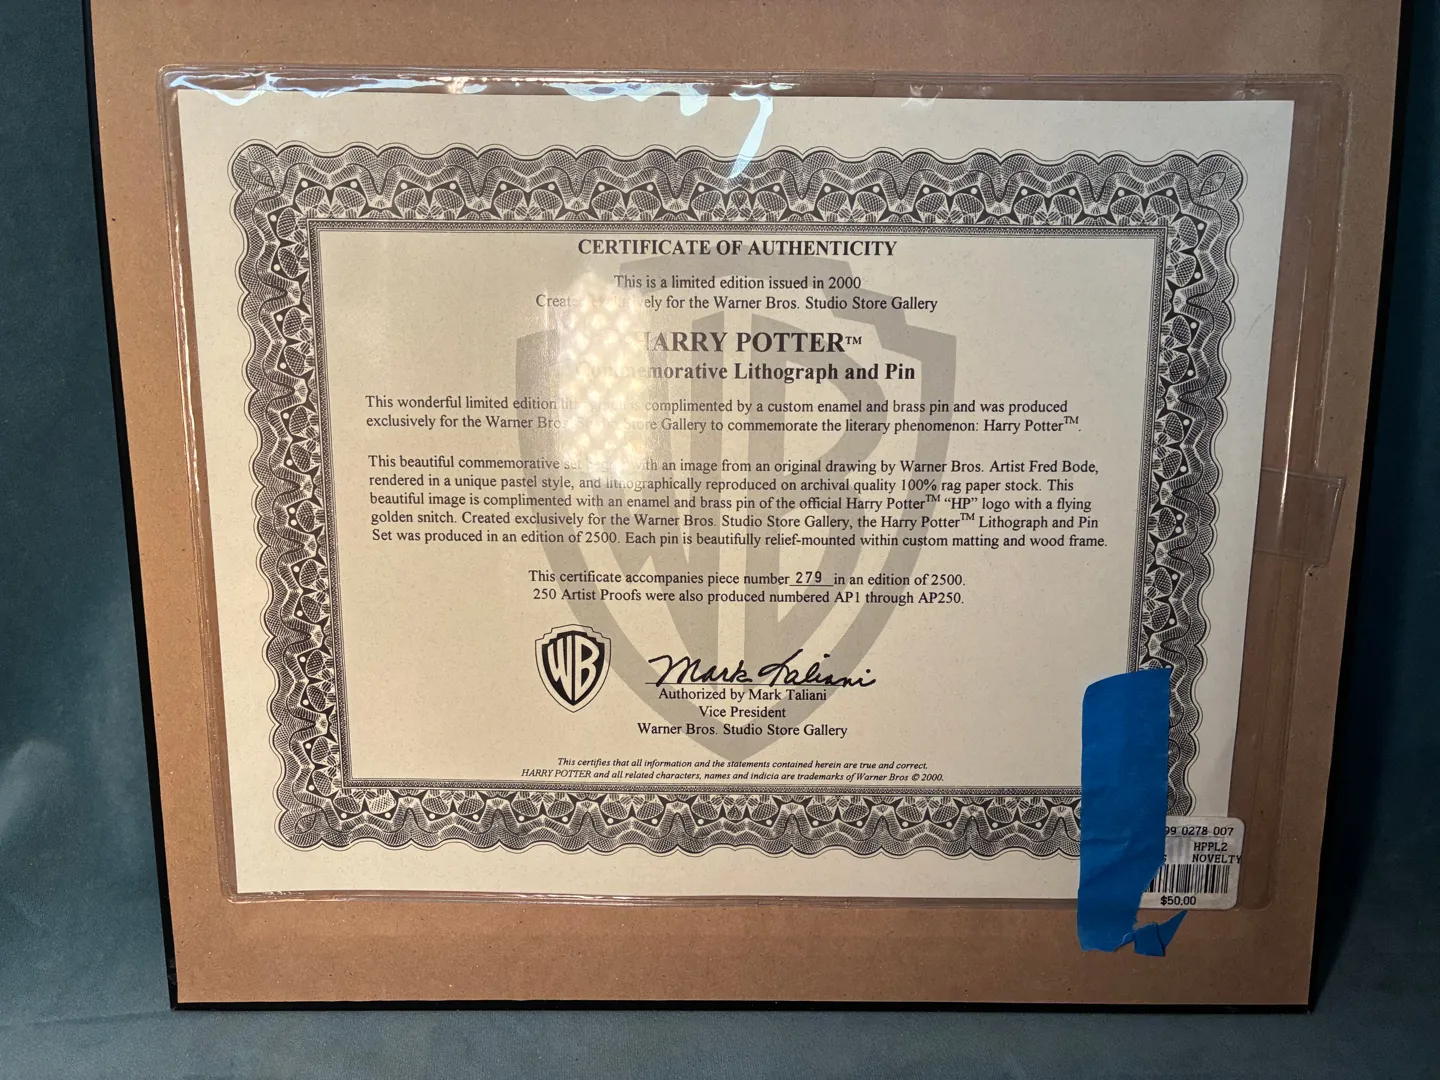 CERTIFICATE OF AUTHENTICITY
This is a limited edition issued in 2000
for the Warner Bros. Studio Store Gallery
HARRY POTTER™
Commemorative Lithograph and Pin
This wonderful limited edition is complimented by a custom enamel and brass pin and was produced
exclusively for the Warner Bros. Studio Store Gallery to commemorate the literary phenomenon: Harry Potter™.
This beautiful commemorative set with an image from an original drawing by Warner Bros. Artist Fred Bode,
rendered in a unique pastel style, and lithographically reproduced on archival quality 100% rag paper stock. This
beautiful image is complimented with an enamel and brass pin of the official Harry Potter™ “HP” logo with a flying
golden snitch. Created exclusively for the Warner Bros. Studio Store Gallery, the Harry Potter™ Lithograph and Pin
Set was produced in an edition of 2500. Each pin is beautifully relief-mounted within custom matting and wood frame.
This certificate accompanies piece number 279 in an edition of 2500.
250 Artist Proofs were also produced numbered AP1 through AP250.
WB
Mark Taliani
Authorized by Mark Taliani
Vice President
Warner Bros. Studio Store Gallery
This certifies that all information and the statements contained herein are true and correct.
HARRY POTTER and all related characters, names and indicia are trademarks of Warner Bros © 2000.
99 0278 007
HPPL2
NOVELTY
$50.00